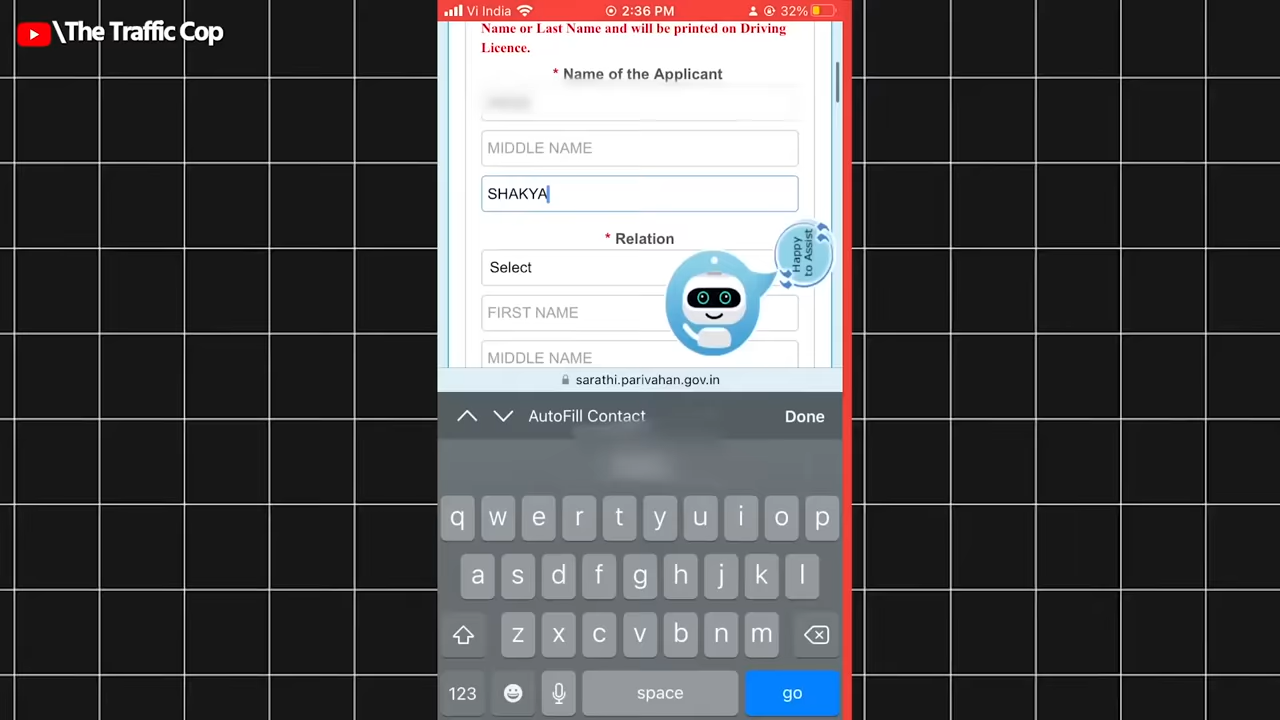 \The Traffic Cop
Vi India 2:36 PM 32%
Name or Last Name and will be printed on Driving
Licence.
* Name of the Applicant
MIDDLE NAME
SHAKYA
* Relation
Select
Happy
to Assist
FIRST NAME
MIDDLE NAME
sarathi.parivahan.gov.in
AutoFill Contact Done
q w e r t y u i o p
a s d f g h j k l
z x c v b n m
123 space go